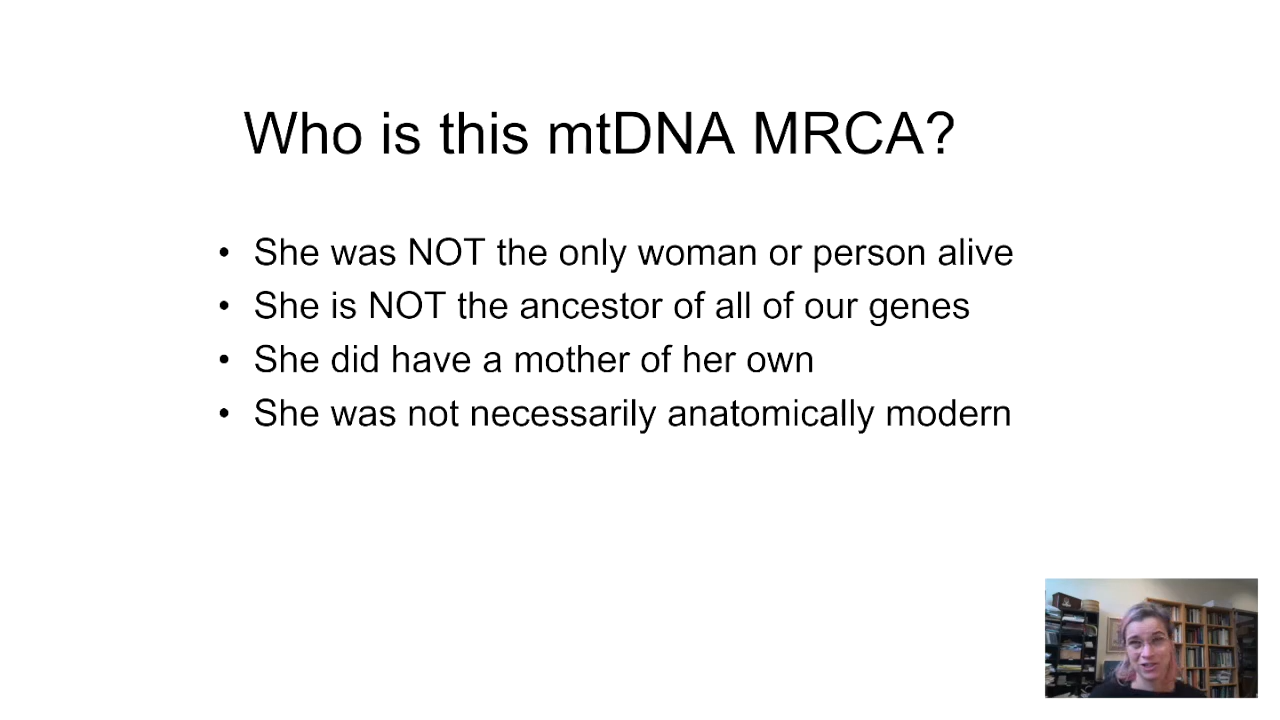 Who is this mtDNA MRCA?
• She was NOT the only woman or person alive
• She is NOT the ancestor of all of our genes
• She did have a mother of her own
• She was not necessarily anatomically modern